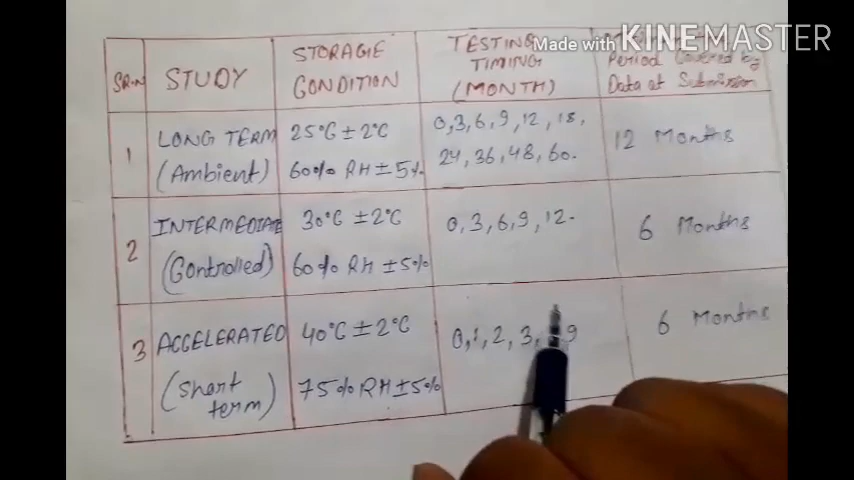 Made with KINEMASTER
SR.N
STUDY
STORAGE
CONDITION
TESTING
TIMING
(MONTH)
Period Covered by
Data at Submission
1
LONG TERM
(Ambient)
25°C ± 2°C
60% RH ± 5%
0, 3, 6, 9, 12, 18,
24, 36, 48, 60.
12 Months
2
INTERMEDIATE
(Controlled)
30°C ± 2°C
60% RH ± 5%
0, 3, 6, 9, 12.
6 Months
3
ACCELERATED
(Short
term)
40°C ± 2°C
75% RH ± 5%
0, 1, 2, 3, 9
6 Months